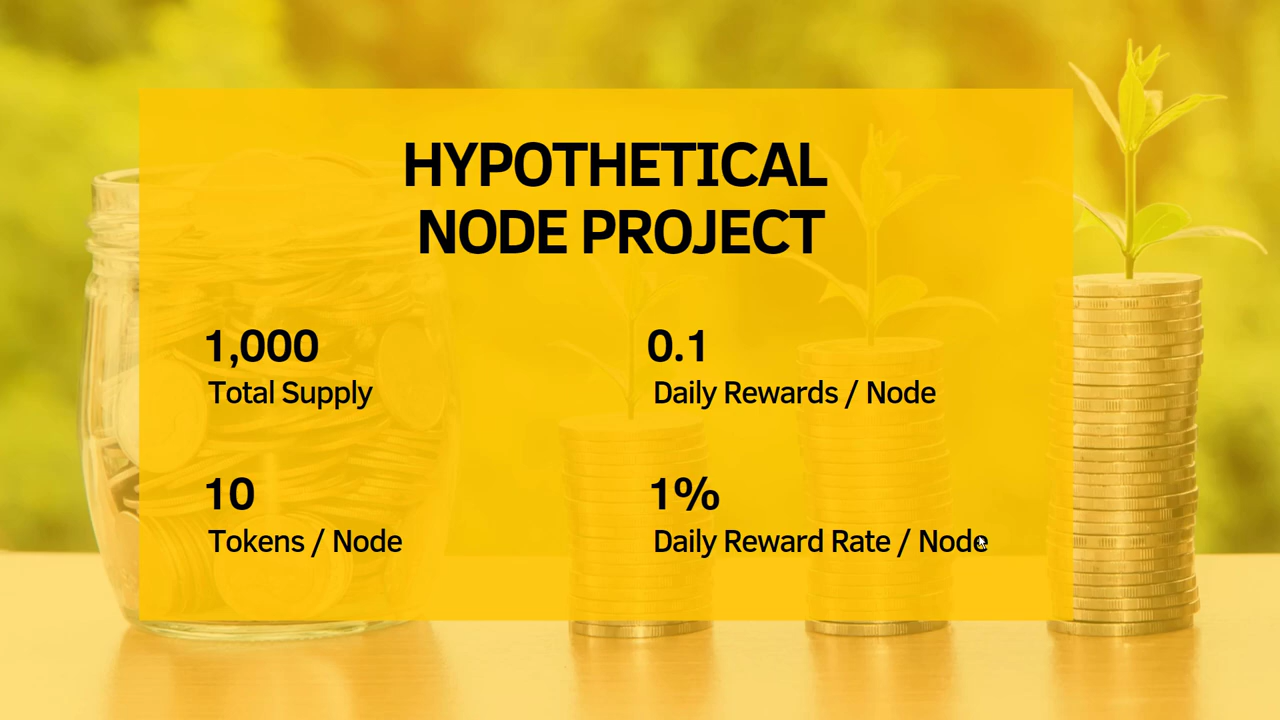 HYPOTHETICAL
NODE PROJECT
1,000
Total Supply
0.1
Daily Rewards / Node
10
Tokens / Node
1%
Daily Reward Rate / Node